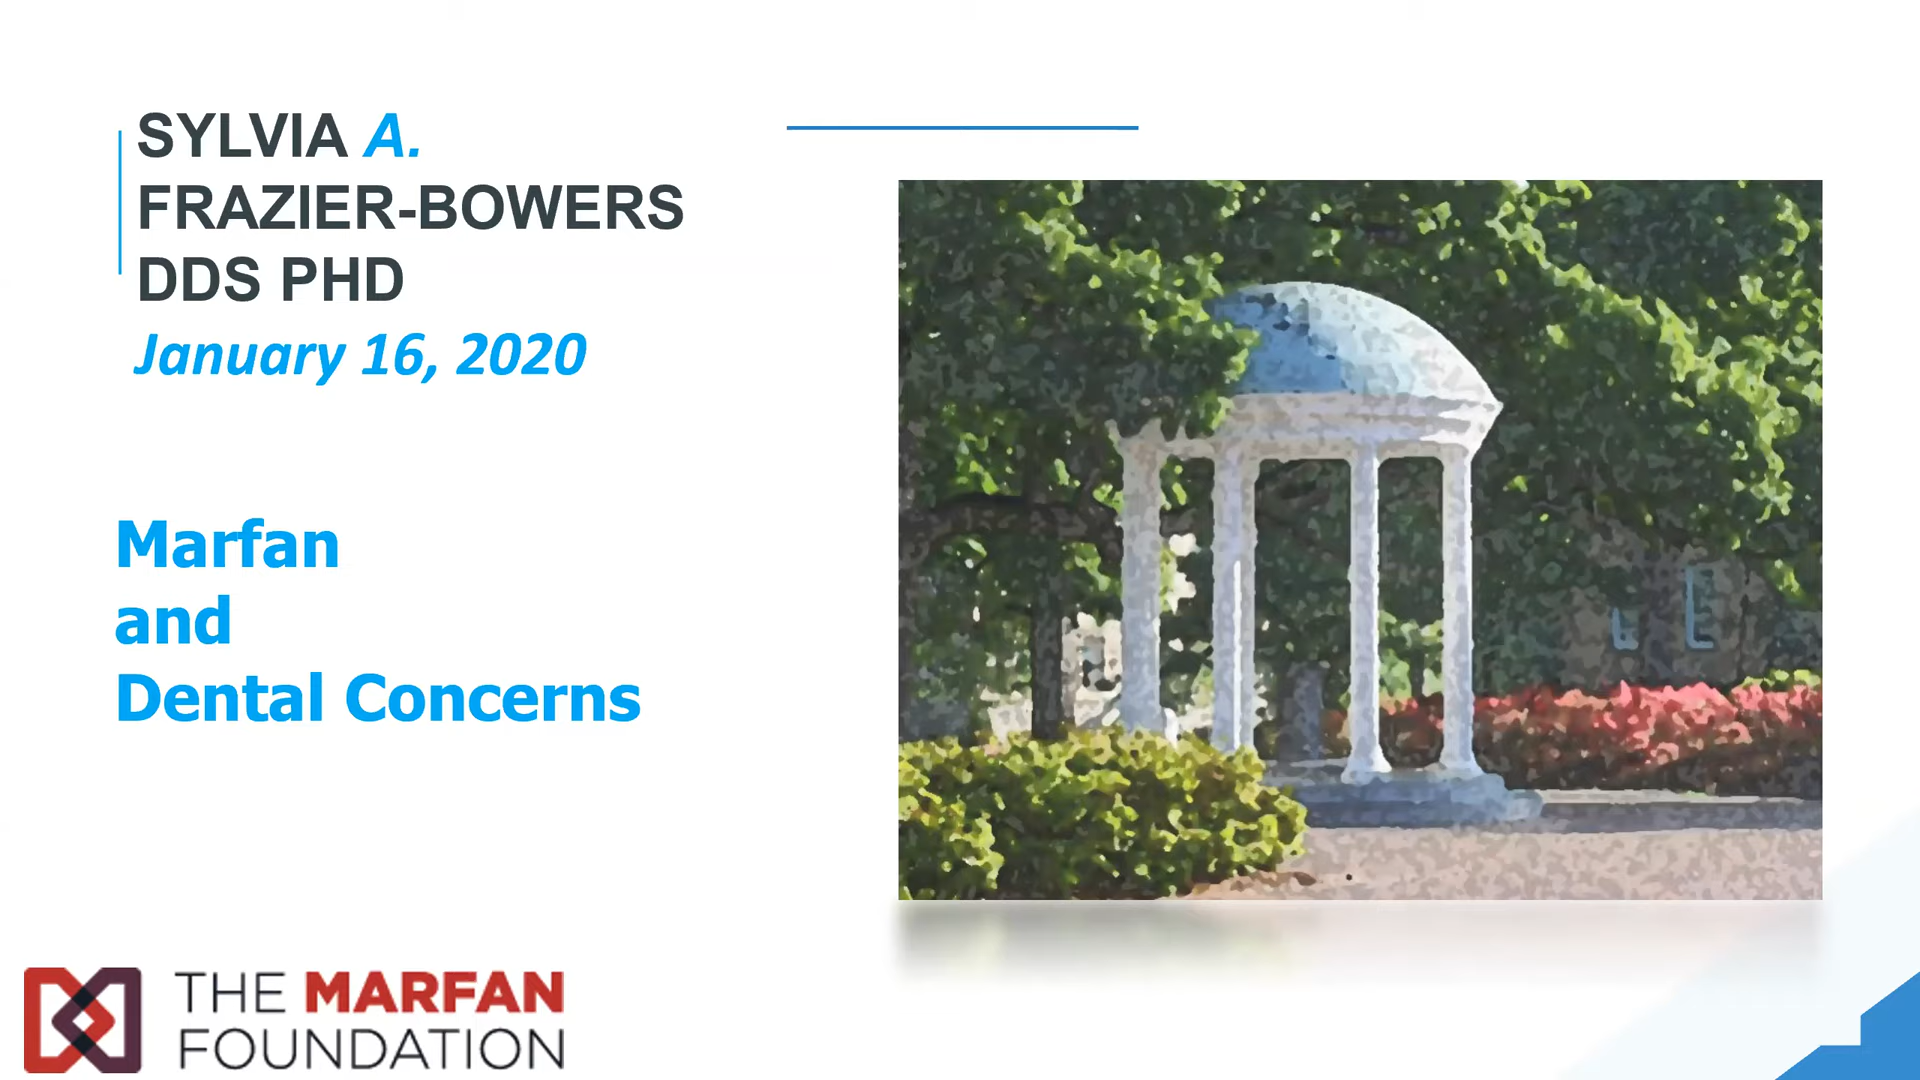 SYLVIA A.
FRAZIER-BOWERS
DDS PHD
January 16, 2020
Marfan
and
Dental Concerns
THE MARFAN
FOUNDATION